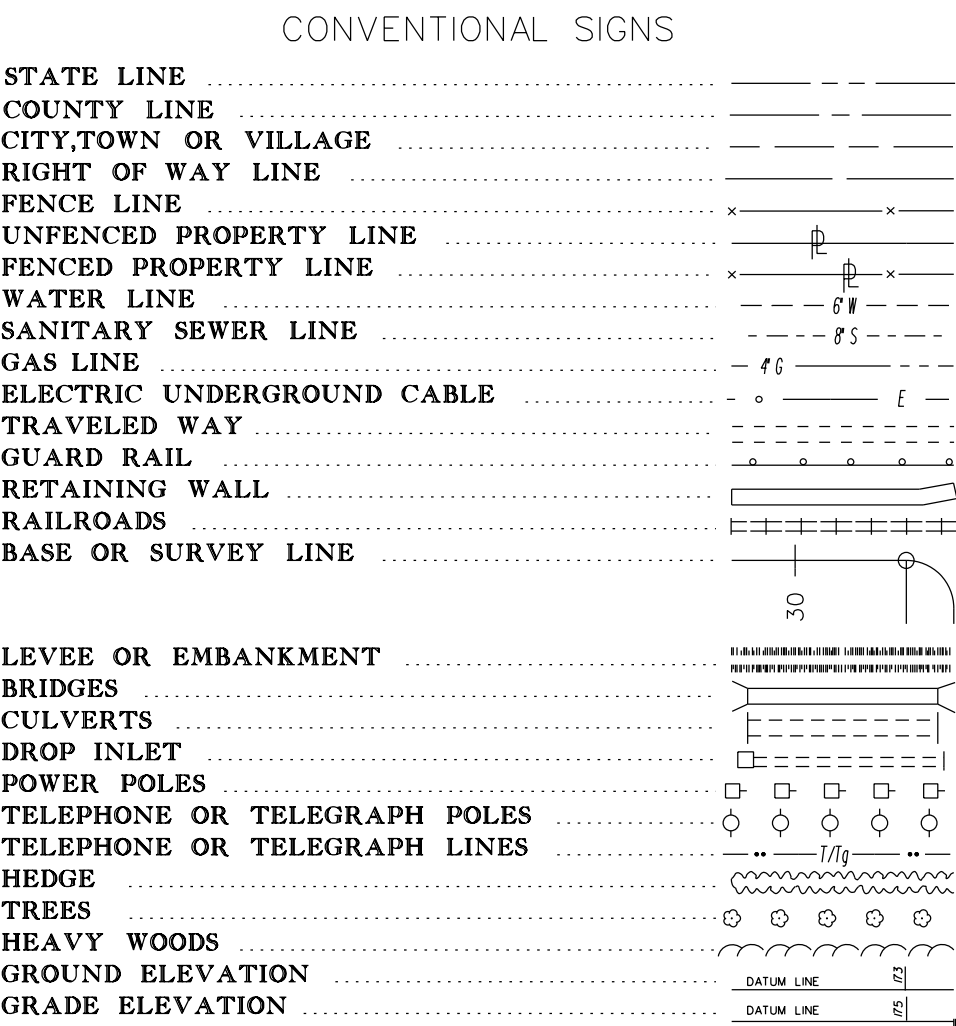 CONVENTIONAL SIGNS
STATE LINE
COUNTY LINE
CITY,TOWN OR VILLAGE
RIGHT OF WAY LINE
FENCE LINE
UNFENCED PROPERTY LINE PL
FENCED PROPERTY LINE PL
WATER LINE 6" W
SANITARY SEWER LINE 8" S
GAS LINE 4" G
ELECTRIC UNDERGROUND CABLE E
TRAVELED WAY
GUARD RAIL
RETAINING WALL
RAILROADS
BASE OR SURVEY LINE
30
LEVEE OR EMBANKMENT
BRIDGES
CULVERTS
DROP INLET
POWER POLES
TELEPHONE OR TELEGRAPH POLES
TELEPHONE OR TELEGRAPH LINES T/Tg
HEDGE
TREES
HEAVY WOODS
GROUND ELEVATION DATUM LINE 173
GRADE ELEVATION DATUM LINE 175